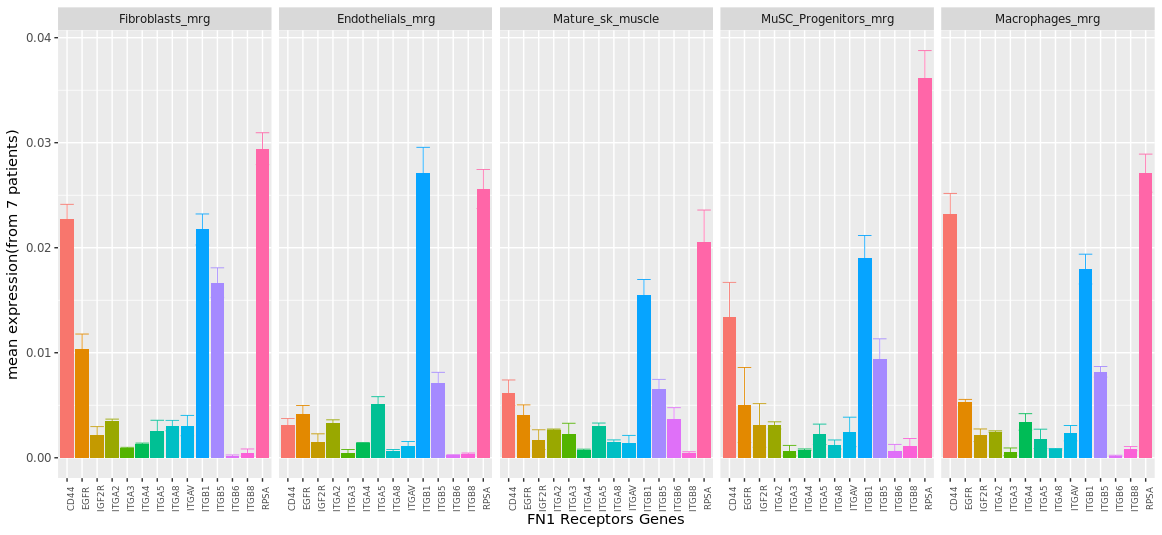 Fibroblasts_mrg Endothelials_mrg Mature_sk_muscle MuSC_Progenitors_mrg Macrophages_mrg
0.04
0.03
0.02
0.01
0.00
mean expression(from 7 patients)
CD44 EGFR IGF2R ITGA2 ITGA3 ITGA4 ITGA5 ITGA8 ITGAV ITGB1 ITGB5 ITGB6 ITGB8 RPSA
CD44 EGFR IGF2R ITGA2 ITGA3 ITGA4 ITGA5 ITGA8 ITGAV ITGB1 ITGB5 ITGB6 ITGB8 RPSA
CD44 EGFR IGF2R ITGA2 ITGA3 ITGA4 ITGA5 ITGA8 ITGAV ITGB1 ITGB5 ITGB6 ITGB8 RPSA
CD44 EGFR IGF2R ITGA2 ITGA3 ITGA4 ITGA5 ITGA8 ITGAV ITGB1 ITGB5 ITGB6 ITGB8 RPSA
CD44 EGFR IGF2R ITGA2 ITGA3 ITGA4 ITGA5 ITGA8 ITGAV ITGB1 ITGB5 ITGB6 ITGB8 RPSA
FN1 Receptors Genes